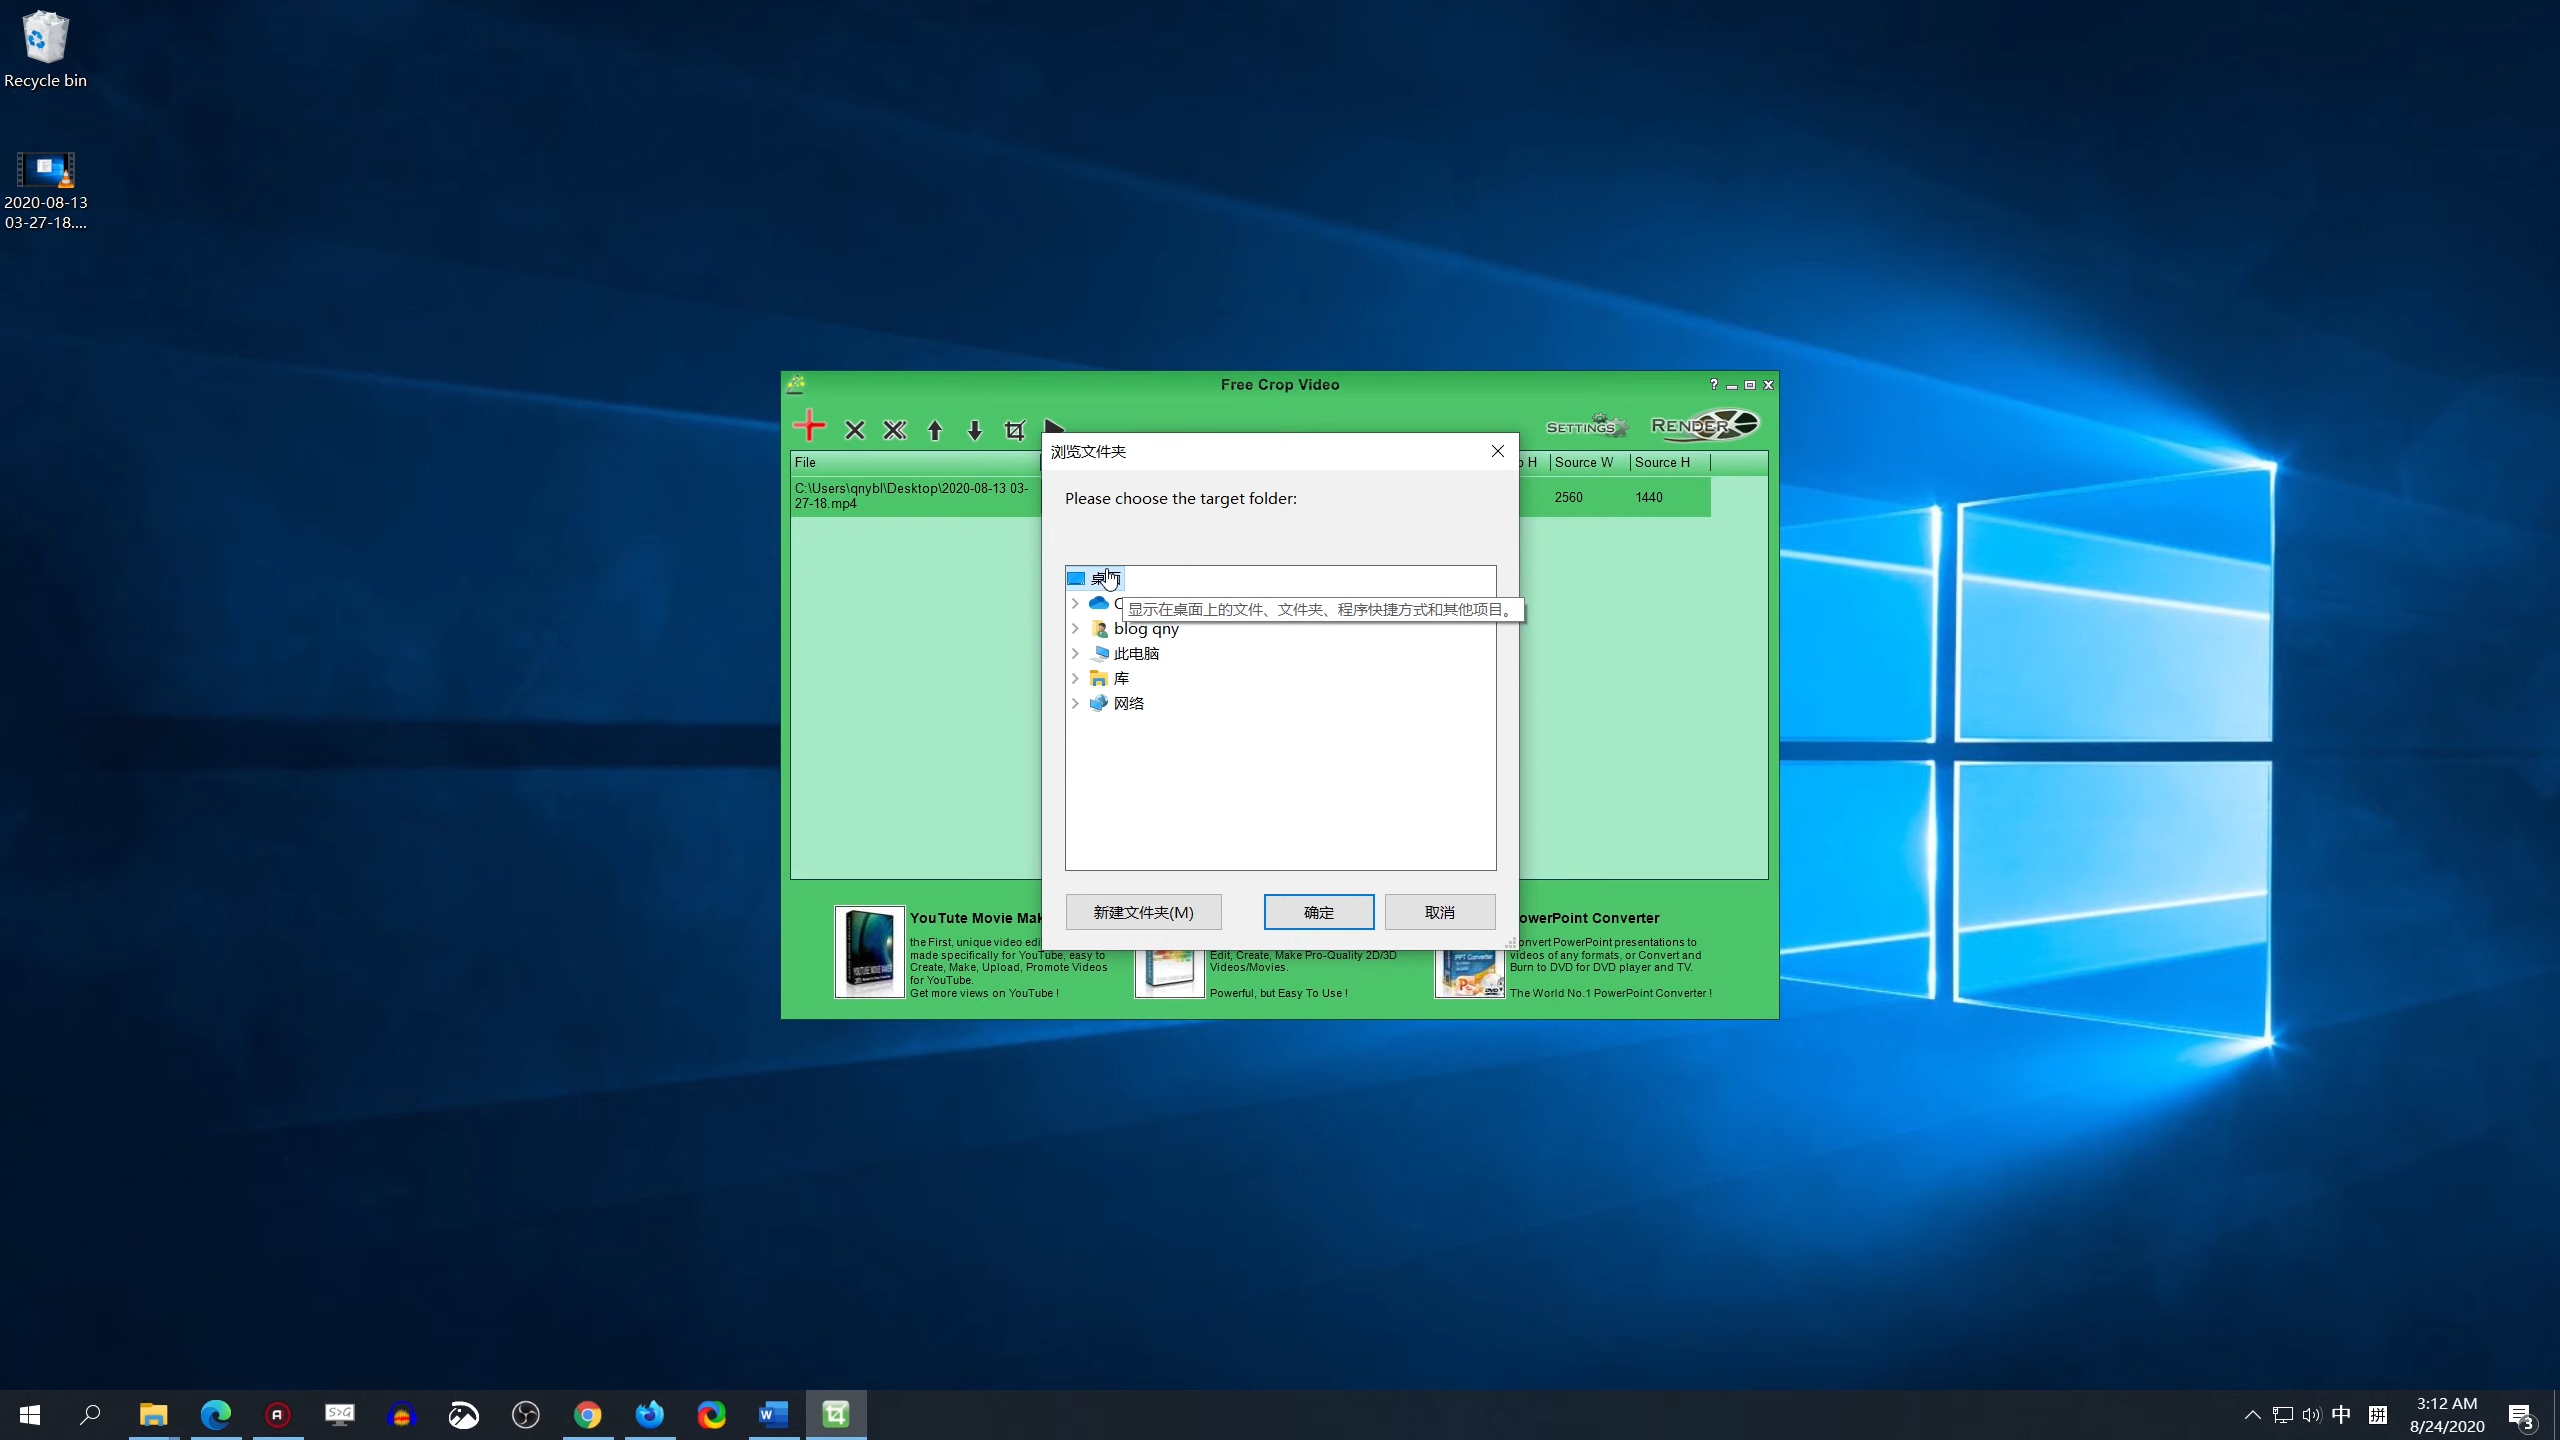 Recycle bin
2020-08-13
03-27-18....
Free Crop Video
?
SETTINGS
RENDER
File
Source W
Source H
C:\Users\qnybl\Desktop\2020-08-13 03-
27-18.mp4
2560
1440
浏览文件夹
Please choose the target folder:
显示在桌面上的文件、文件夹、程序快捷方式和其他项目。
blog qny
此电脑
库
网络
新建文件夹(M)
确定
取消
YouTute Movie
the First, unique video
made specifically for YouTube, easy to
Create, Make, Upload, Promote Videos
for YouTube.
Get more views on YouTube !
Edit, Create, Make Pro-Quality 2D/3D
Videos/Movies.
Powerful, but Easy To Use !
PowerPoint Converter
Convert PowerPoint presentations to
videos of any formats, or Convert and
Burn to DVD for DVD player and TV.
The World No.1 PowerPoint Converter !
S>G
中
拼
3:12 AM
8/24/2020
3